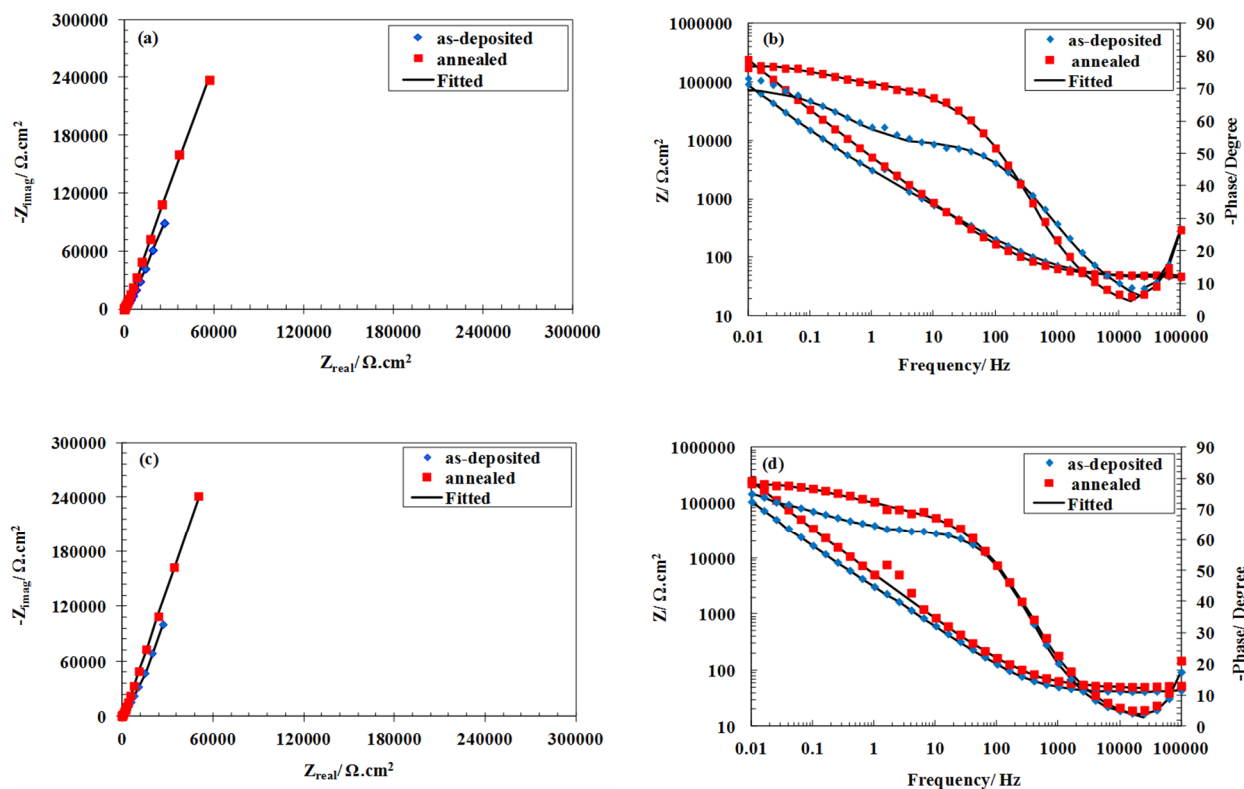 (a)
as-deposited
annealed
Fitted
300000
240000
180000
120000
60000
0
-Zimag/ Ω.cm²
0 60000 120000 180000 240000 300000
Zreal/ Ω.cm²
(b)
as-deposited
annealed
Fitted
1000000
100000
10000
1000
100
10
Z/ Ω.cm²
90
80
70
60
50
40
30
20
10
0
-Phase/Degree
0.01 0.1 1 10 100 1000 10000 100000
Frequency/ Hz
(c)
as-deposited
annealed
Fitted
300000
240000
180000
120000
60000
0
-Zimag/ Ω.cm²
0 60000 120000 180000 240000 300000
Zreal/ Ω.cm²
(d)
as-deposited
annealed
Fitted
1000000
100000
10000
1000
100
10
Z/ Ω.cm²
90
80
70
60
50
40
30
20
10
0
-Phase/ Degree
0.01 0.1 1 10 100 1000 10000 100000
Frequency/ Hz